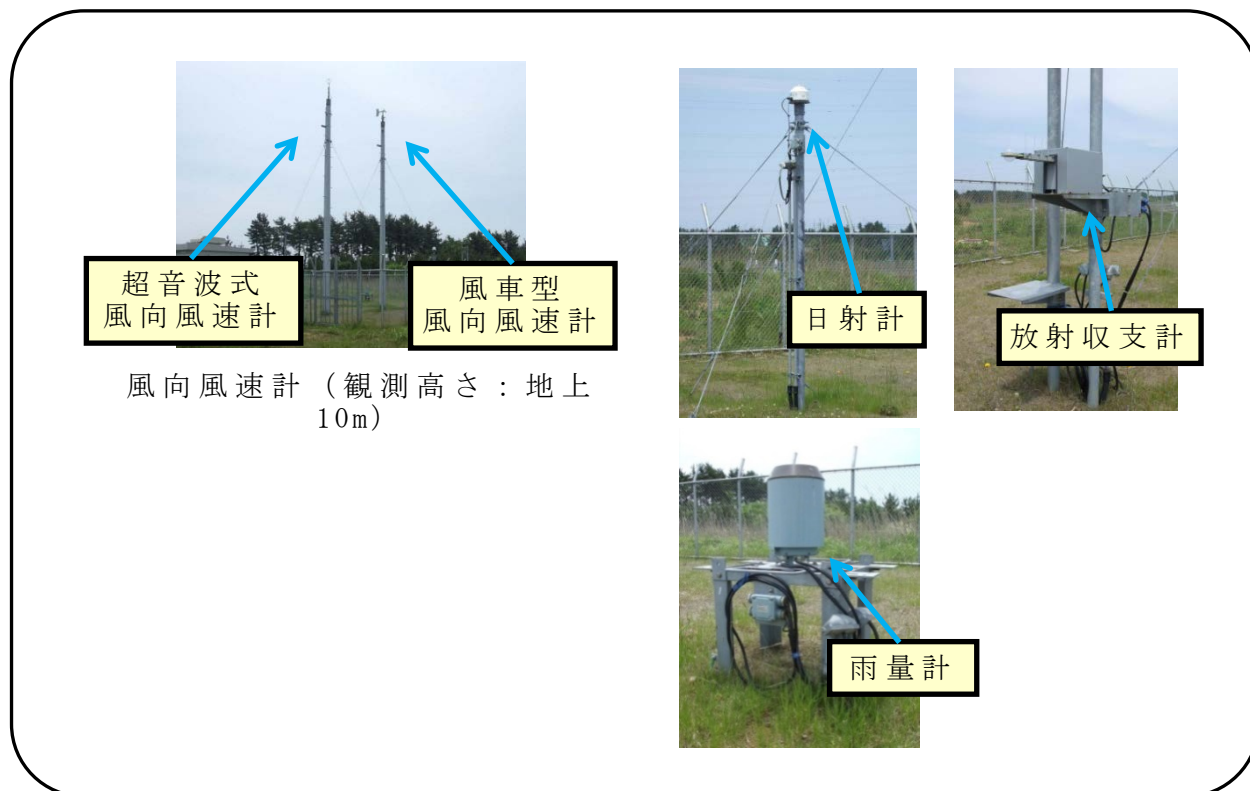 超音波式
風向風速計
風車型
風向風速計
風向風速計（観測高さ：地上
10m）
日射計
放射収支計
雨量計